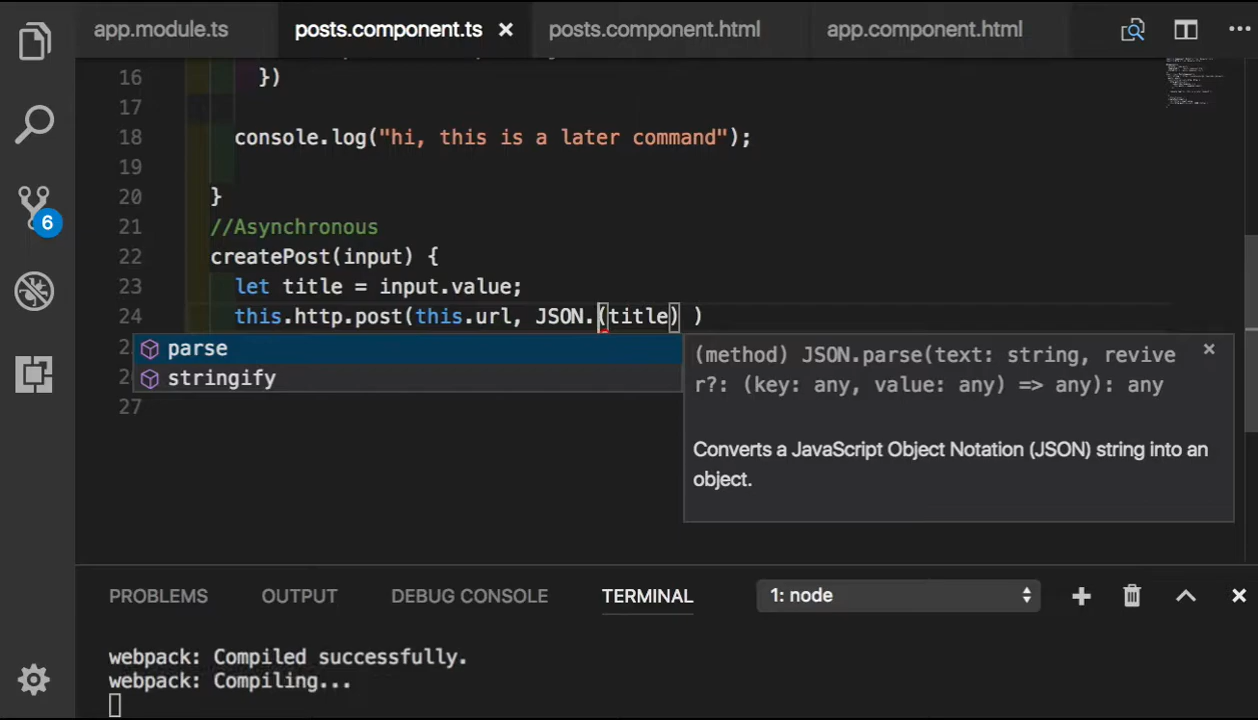 app.module.ts posts.component.ts × posts.component.html app.component.html
16 })
17
18 console.log("hi, this is a later command");
19
20 }
21 //Asynchronous
22 createPost(input) {
23 let title = input.value;
24 this.http.post(this.url, JSON.(title) )
2
parse
2
stringify
27
(method) JSON.parse(text: string, revive
r?: (key: any, value: any) => any): any
Converts a JavaScript Object Notation (JSON) string into an
object.
6
PROBLEMS OUTPUT DEBUG CONSOLE TERMINAL 1: node
webpack: Compiled successfully.
webpack: Compiling...